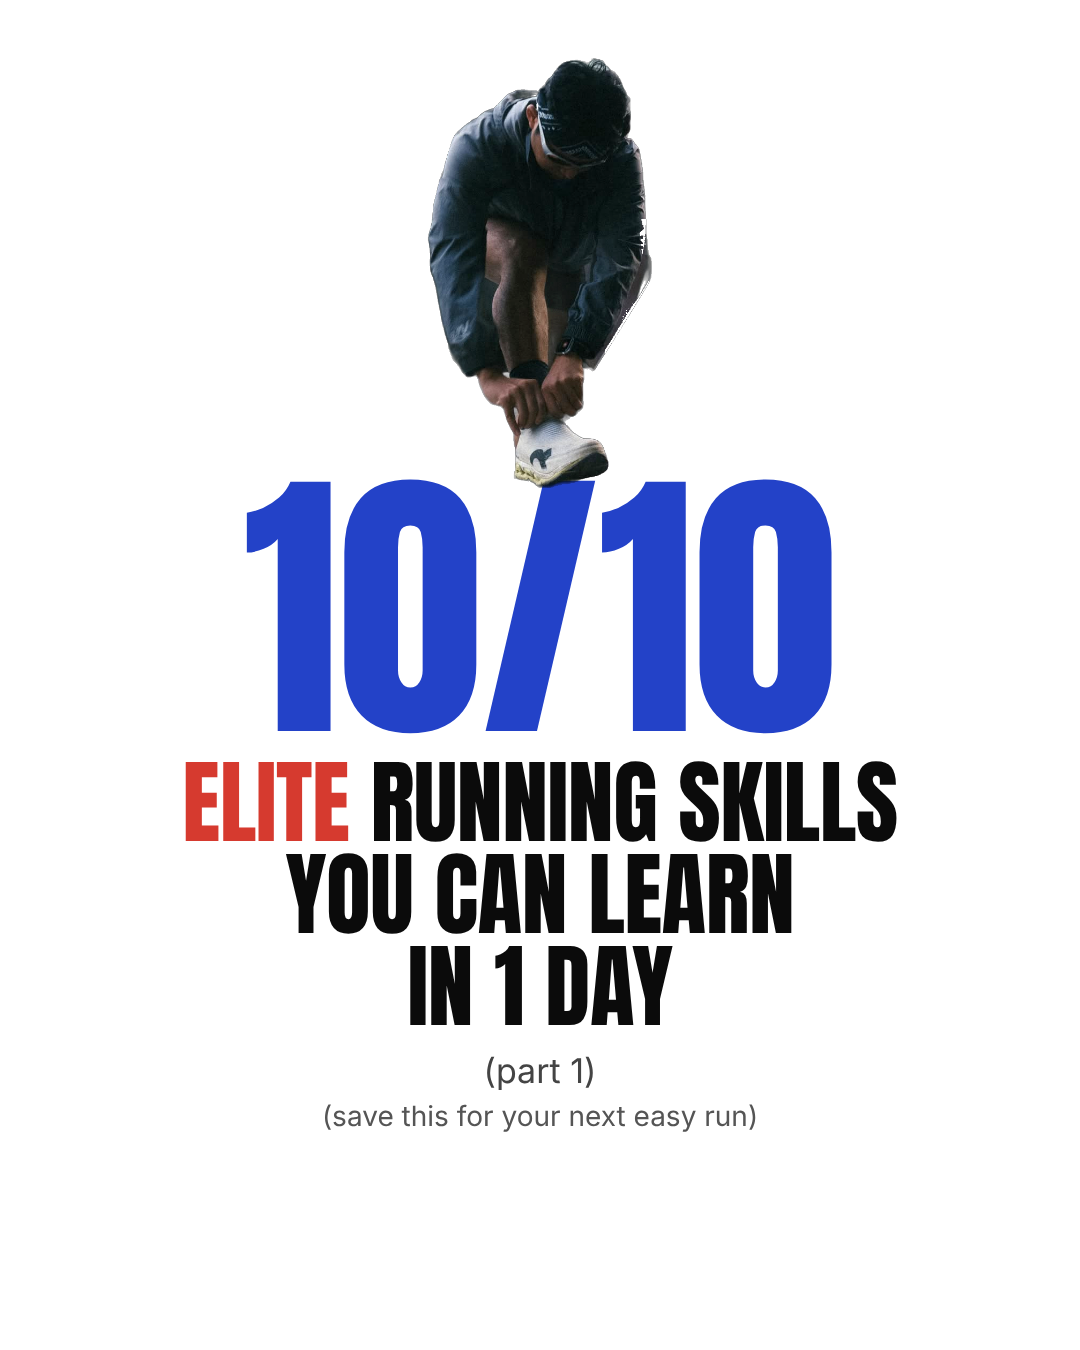 10/10
ELITE RUNNING SKILLS
YOU CAN LEARN
IN 1 DAY
(part 1)
(save this for your next easy run)